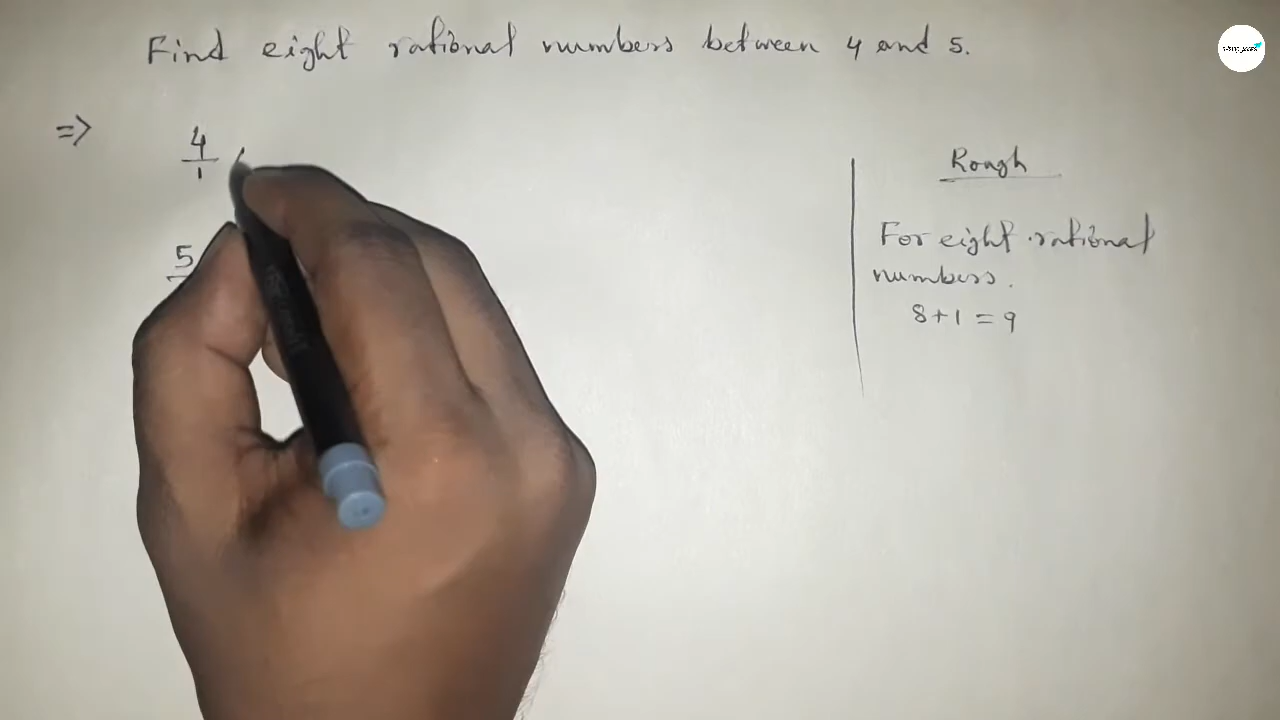 Find eight rational numbers between 4 and 5.
=> 4/1
5
Rough
For eight rational
numbers.
8+1=9